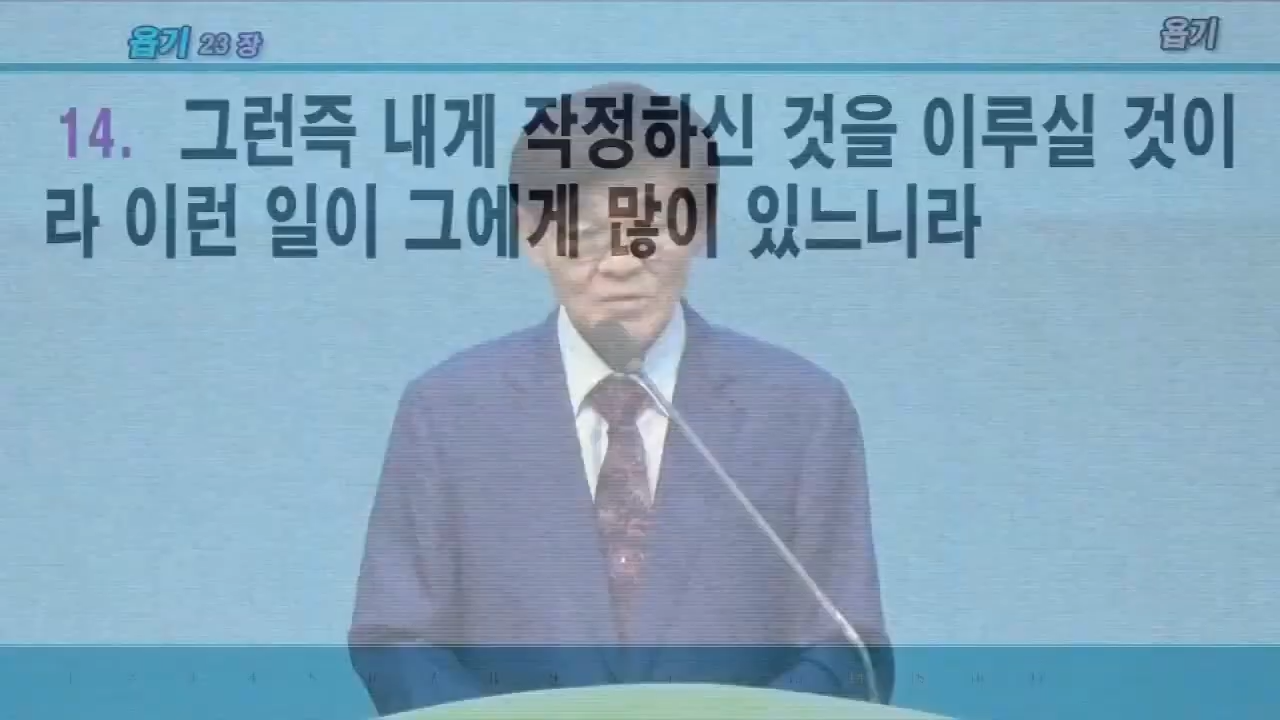 욥기 23 장
욥기
14. 그런즉 내게 작정하신 것을 이루실 것이
라 이런 일이 그에게 많이 있느니라